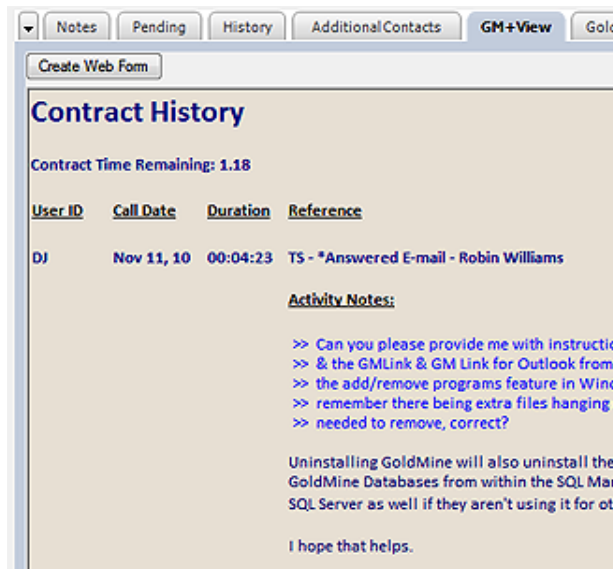 Notes Pending History Additional Contacts GM+View Gold
Create Web Form
Contract History
Contract Time Remaining: 1.18
User ID Call Date Duration Reference
DJ Nov 11, 10 00:04:23 TS - *Answered E-mail - Robin Williams
Activity Notes:
>> Can you please provide me with instructio
>> & the GMLink & GM Link for Outlook from
>> the add/remove programs feature in Wind
>> remember there being extra files hanging
>> needed to remove, correct?
Uninstalling GoldMine will also uninstall the
GoldMine Databases from within the SQL Ma
SQL Server as well if they aren't using it for ot
I hope that helps.